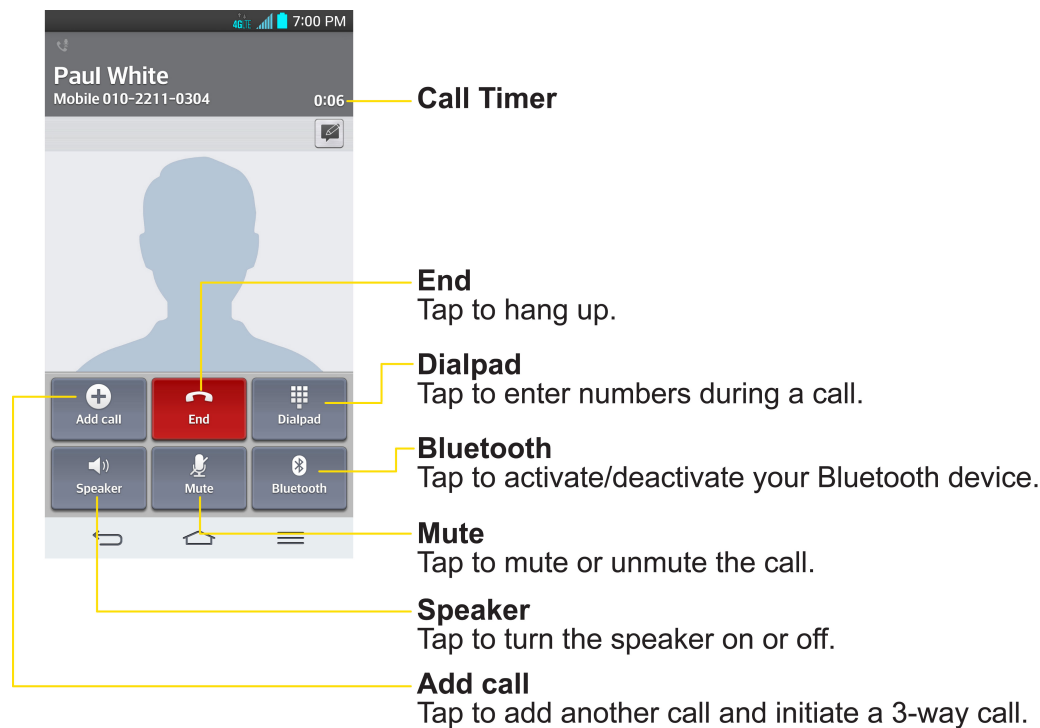 4G LTE 7:00 PM
Paul White
Mobile 010-2211-0304 0:06
Call Timer
End
Tap to hang up.
Dialpad
Tap to enter numbers during a call.
Add call End Dialpad
Bluetooth
Tap to activate/deactivate your Bluetooth device.
Speaker Mute Bluetooth
Mute
Tap to mute or unmute the call.
Speaker
Tap to turn the speaker on or off.
Add call
Tap to add another call and initiate a 3-way call.